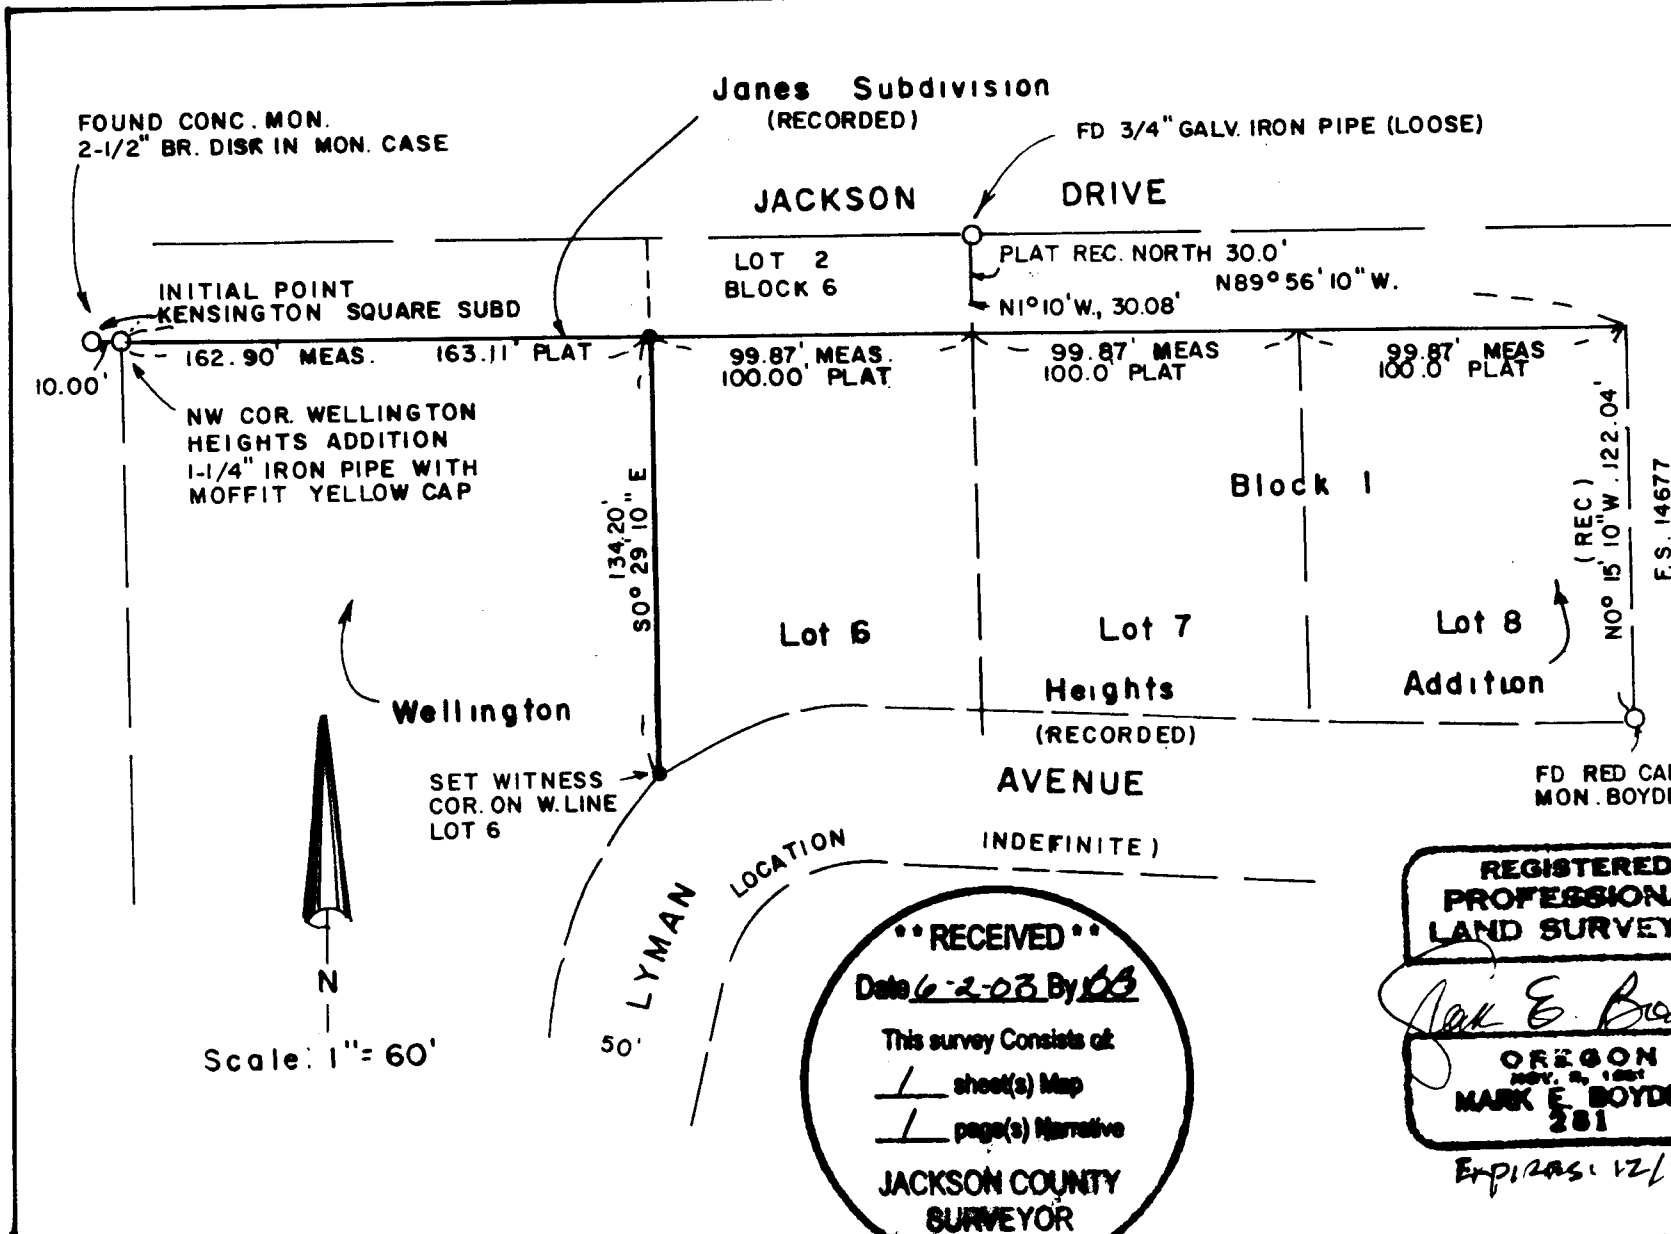 Janes Subdivision
(RECORDED)
FOUND CONC. MON.
2-1/2" BR. DISK IN MON. CASE
FD 3/4" GALV. IRON PIPE (LOOSE)
JACKSON DRIVE
LOT 2
BLOCK 6
PLAT REC. NORTH 30.0'
N89°56'10"W.
N1°10'W., 30.08'
INITIAL POINT
KENSINGTON SQUARE SUBD
162.90' MEAS. 163.11' PLAT
99.87' MEAS.
100.00' PLAT
99.87' MEAS
100.0' PLAT
99.87' MEAS
100.0' PLAT
10.00'
NW COR. WELLINGTON
HEIGHTS ADDITION
1-1/4" IRON PIPE WITH
MOFFIT YELLOW CAP
134.20'
S0°29'10"E
Block 1
(REC)
N0°15'10"W. 122.04'
F.S. 14677
Lot 6
Lot 7
Lot 8
Wellington
Heights
Addition
(RECORDED)
SET WITNESS
COR. ON W. LINE
LOT 6
AVENUE
FD RED
MON. BOYD
LOCATION INDEFINITE)
LYMAN
50'
N
Scale: 1"=60'
** RECEIVED **
Date 6-2-03 By
This survey Consists of:
1 sheet(s) Map
1 page(s) Narrative
JACKSON COUNTY
SURVEYOR
REGISTERED
PROFESSIONA
LAND SURVEY
OREGON
MARK E. BOYD
281
Expires: 12/